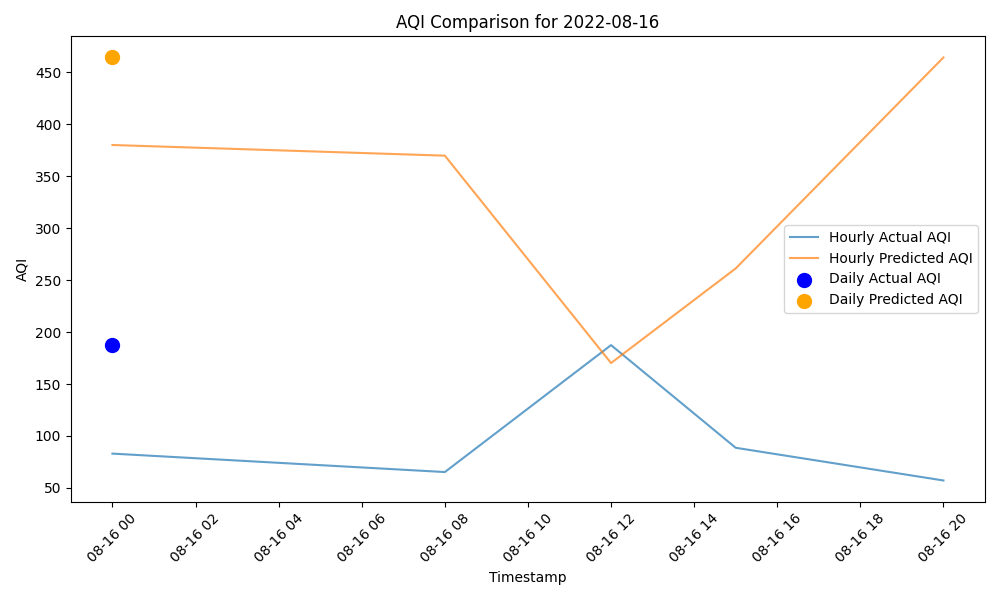 AQI Comparison for 2022-08-16
AQI
450
400
350
300
250
200
150
100
50
Hourly Actual AQI
Hourly Predicted AQI
Daily Actual AQI
Daily Predicted AQI
08-16 00
08-16 02
08-16 04
08-16 06
08-16 08
08-16 10
08-16 12
08-16 14
08-16 16
08-16 18
08-16 20
Timestamp